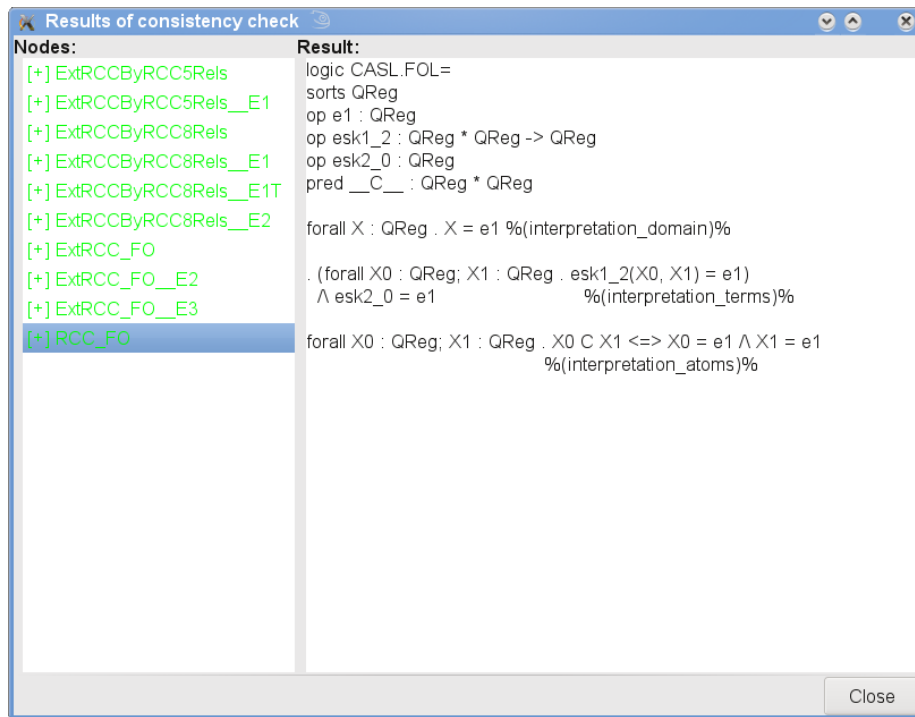 Results of consistency check
Nodes:
[+] ExtRCCByRCC5Rels
[+] ExtRCCByRCC5Rels__E1
[+] ExtRCCByRCC8Rels
[+] ExtRCCByRCC8Rels__E1
[+] ExtRCCByRCC8Rels__E1T
[+] ExtRCCByRCC8Rels__E2
[+] ExtRCC_FO
[+] ExtRCC_FO__E2
[+] ExtRCC_FO__E3
[+] RCC_FO
Result:
logic CASL.FOL=
sorts QReg
op e1 : QReg
op esk1_2 : QReg * QReg -> QReg
op esk2_0 : QReg
pred __C__ : QReg * QReg
forall X : QReg . X = e1 %(interpretation_domain)%
. (forall X0 : QReg; X1 : QReg . esk1_2(X0, X1) = e1)
/\ esk2_0 = e1 %(interpretation_terms)%
forall X0 : QReg; X1 : QReg . X0 C X1 <=> X0 = e1 /\ X1 = e1
%(interpretation_atoms)%
Close